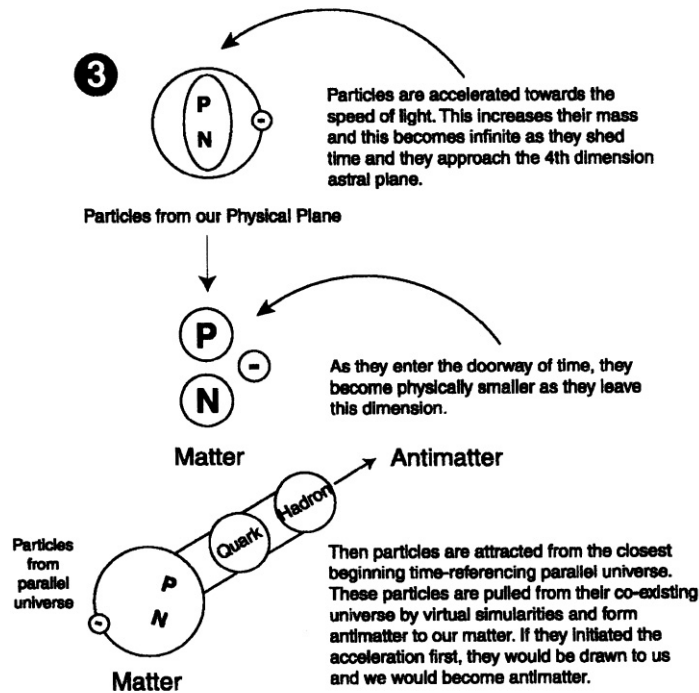 3
Particles are accelerated towards the
speed of light. This increases their mass
and this becomes infinite as they shed
time and they approach the 4th dimension
astral plane.
P
N
-
Particles from our Physical Plane
P
-
N
As they enter the doorway of time, they
become physically smaller as they leave
this dimension.
Matter
Antimatter
Hadron
Quark
Particles
from
parallel
universe
P
N
-
Then particles are attracted from the closest
beginning time-referencing parallel universe.
These particles are pulled from their co-existing
universe by virtual simularities and form
antimatter to our matter. If they initiated the
acceleration first, they would be drawn to us
and we would become antimatter.
Matter